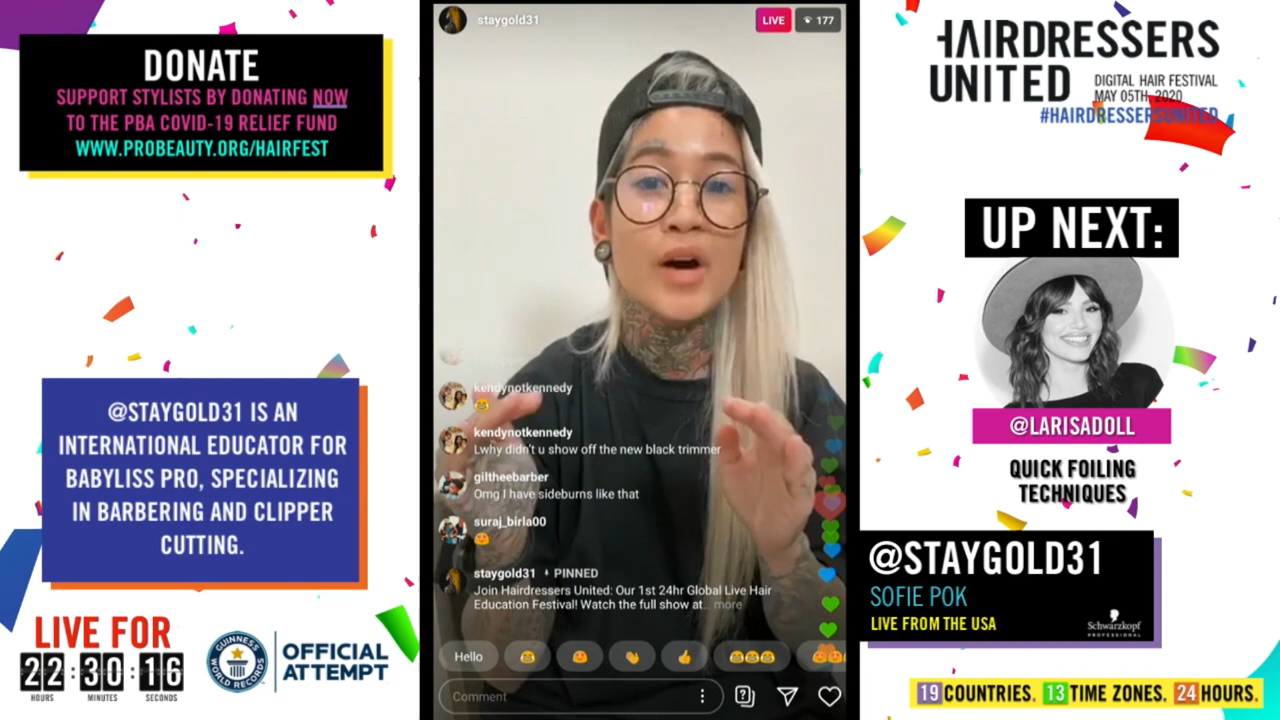 DONATE
SUPPORT STYLISTS BY DONATING NOW
TO THE PBA COVID-19 RELIEF FUND
WWW.PROBEAUTY.ORG/HAIRFEST
@STAYGOLD31 IS AN
INTERNATIONAL EDUCATOR FOR
BABYLISS PRO, SPECIALIZING
IN BARBERING AND CLIPPER
CUTTING.
LIVE FOR
22:30:16
HOURS MINUTES SECONDS
GUINNESS WORLD RECORDS
OFFICIAL
ATTEMPT
staygold31
LIVE 177
kendynotkennedy
😂
kendynotkennedy
Lwhy didn't u show off the new black trimmer
giltheebarber
Omg I have sideburns like that
suraj_birla00
😍
staygold31 PINNED
Join Hairdressers United: Our 1st 24hr Global Live Hair
Education Festival! Watch the full show at... more
Hello 😂 😍 👏 👍 😂😂😂 😍😍
Comment
HAIRDRESSERS
UNITED
DIGITAL HAIR FESTIVAL
MAY 05TH, 2020
#HAIRDRESSERSUNITED
UP NEXT:
@LARISADOLL
QUICK FOILING
TECHNIQUES
@STAYGOLD31
SOFIE POK
LIVE FROM THE USA
Schwarzkopf
PROFESSIONAL
19 COUNTRIES. 13 TIME ZONES. 24 HOURS.